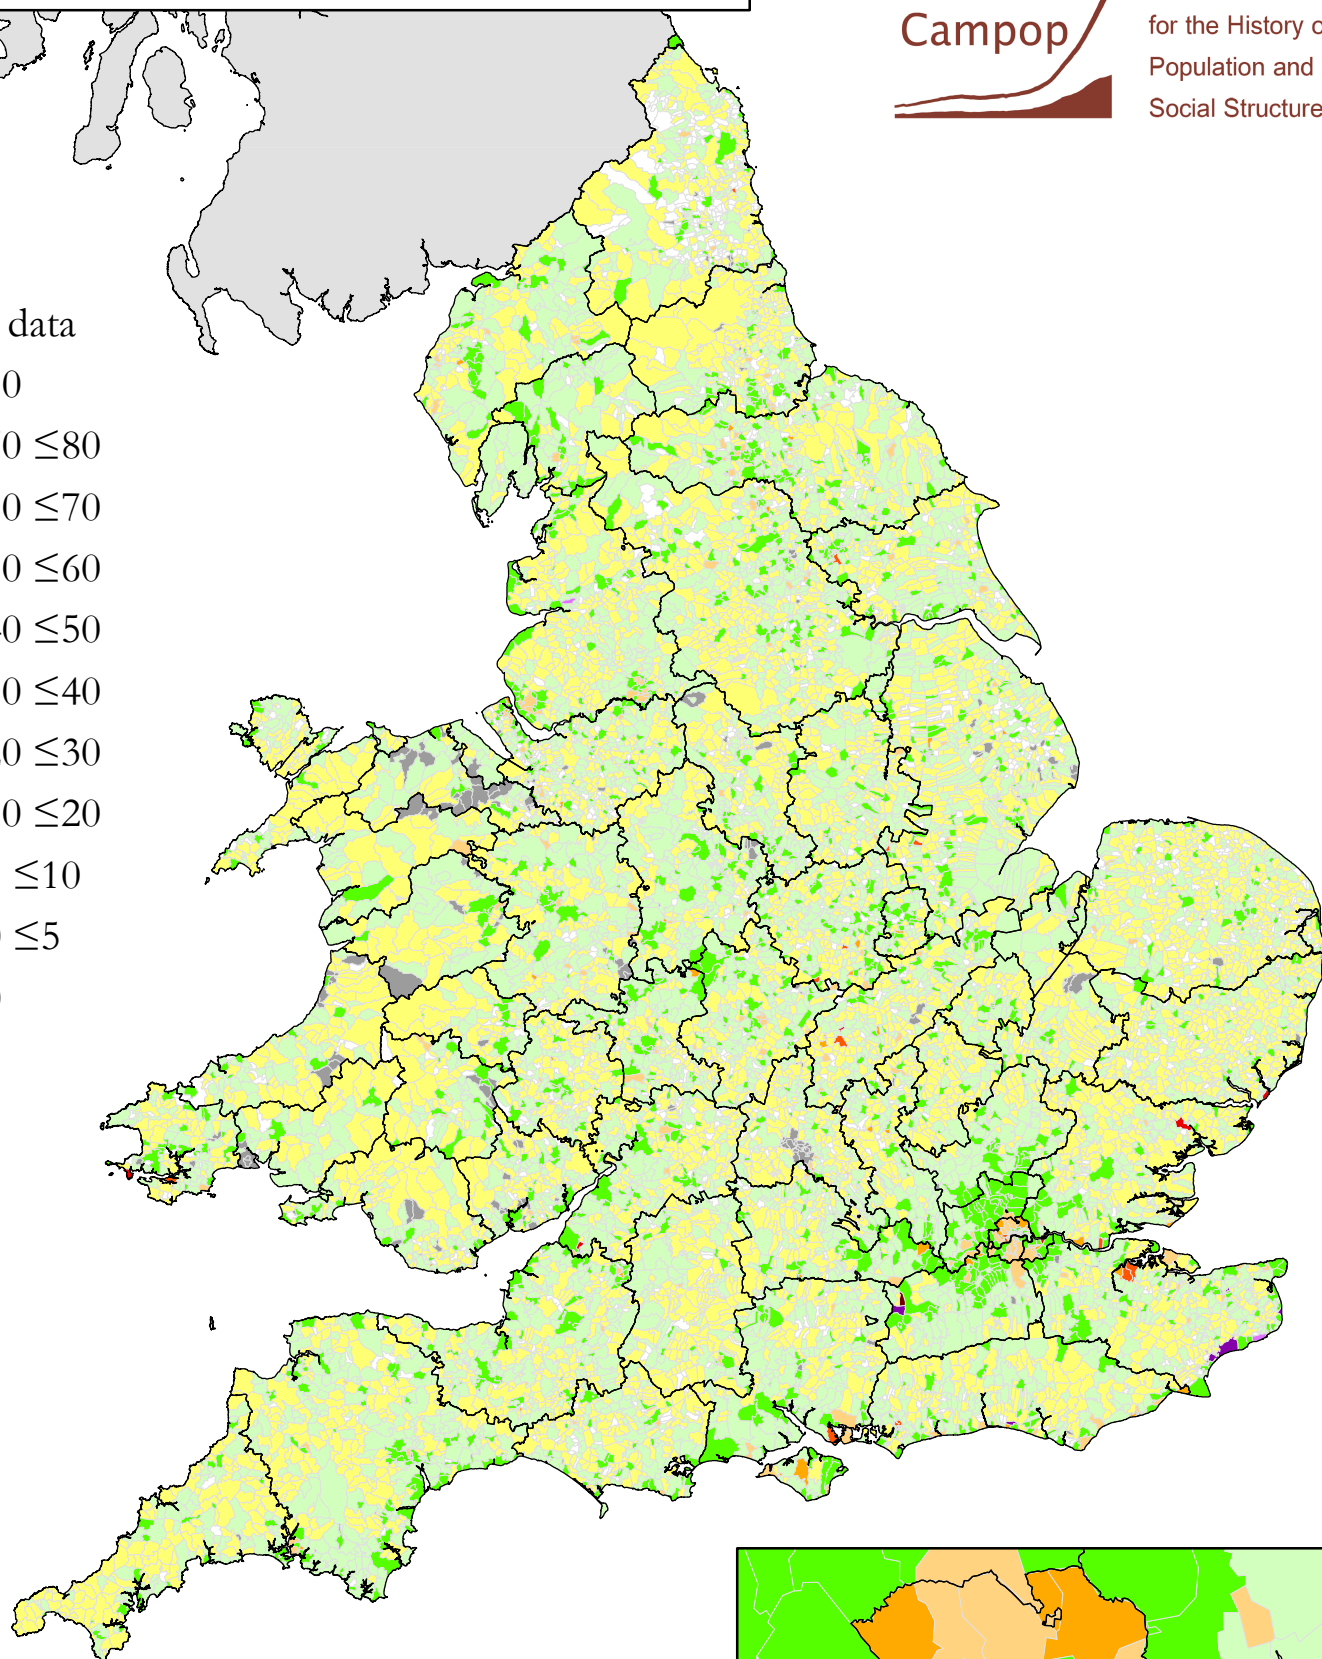 Campop
for the History o
Population and
Social Structure
data
0
0 ≤80
0 ≤70
0 ≤60
0 ≤50
0 ≤40
0 ≤30
0 ≤20
≤10
≤5